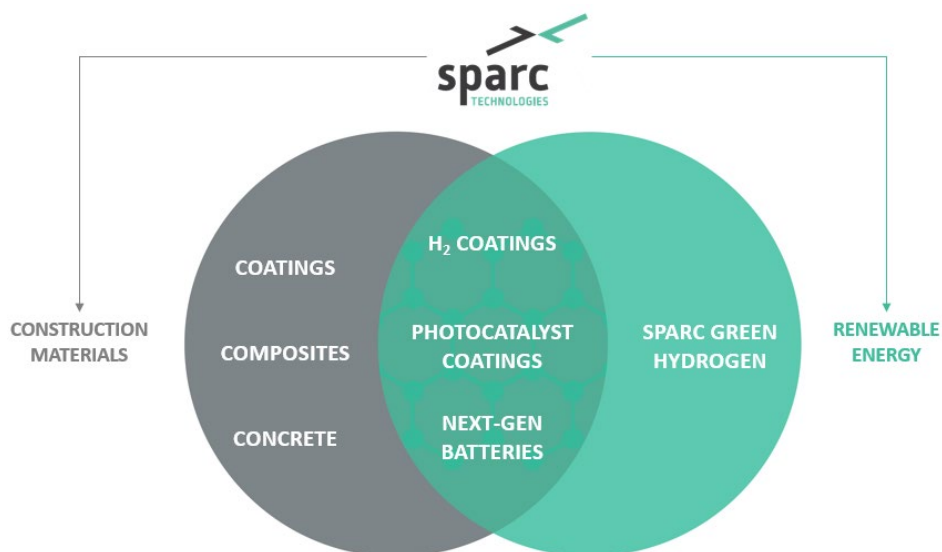 sparc
TECHNOLOGIES
CONSTRUCTION
MATERIALS
COATINGS
COMPOSITES
CONCRETE
H₂ COATINGS
PHOTOCATALYST
COATINGS
NEXT-GEN
BATTERIES
SPARC GREEN
HYDROGEN
RENEWABLE
ENERGY